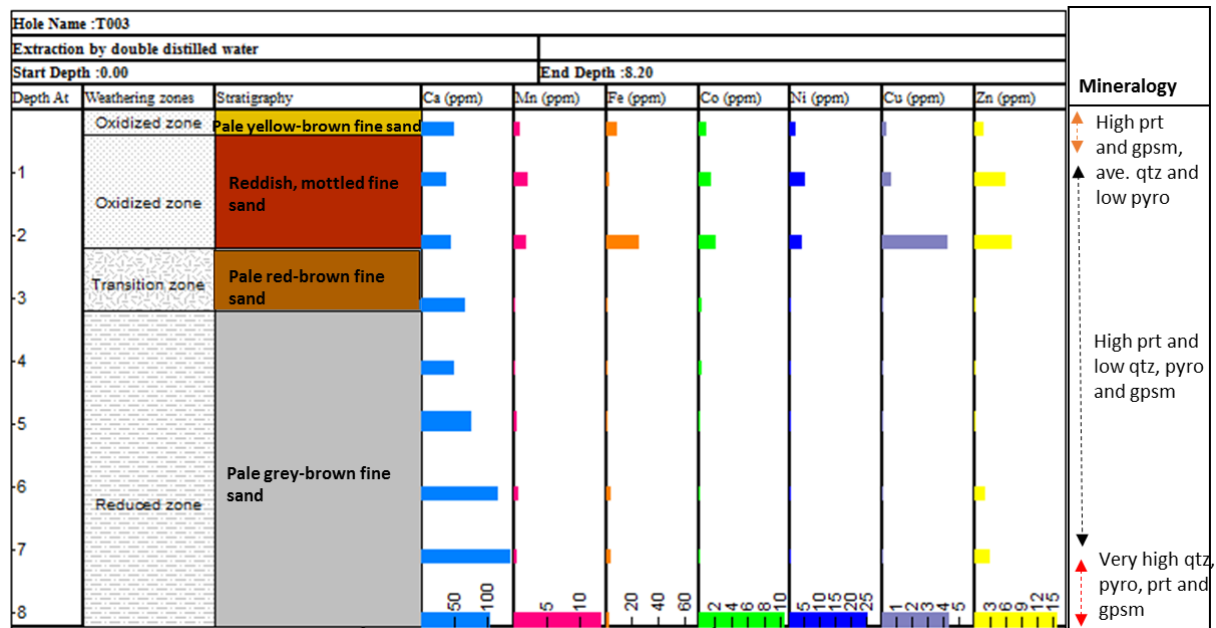 Hole Name :T003
Extraction by double distilled water
Start Depth :0.00 End Depth :8.20
Depth At Weathering zones Stratigraphy Ca (ppm) Mn (ppm) Fe (ppm) Co (ppm) Ni (ppm) Cu (ppm) Zn (ppm) Mineralogy
Oxidized zone Pale yellow-brown fine sand
High prt
and gpsm,
ave. qtz and
low pyro
-1
Oxidized zone
Reddish, mottled fine
sand
-2
Transition zone
Pale red-brown fine
sand
-3
High prt and
low qtz, pyro
and gpsm
-4
-5
Pale grey-brown fine
sand
-6
Reduced zone
-7
Very high qtz,
pyro, prt and
gpsm
-8
50 100
5 10
20 40 60
2 4 6 8 10
5 10 15 20 25
1 2 3 4 5
3 6 9 12 15